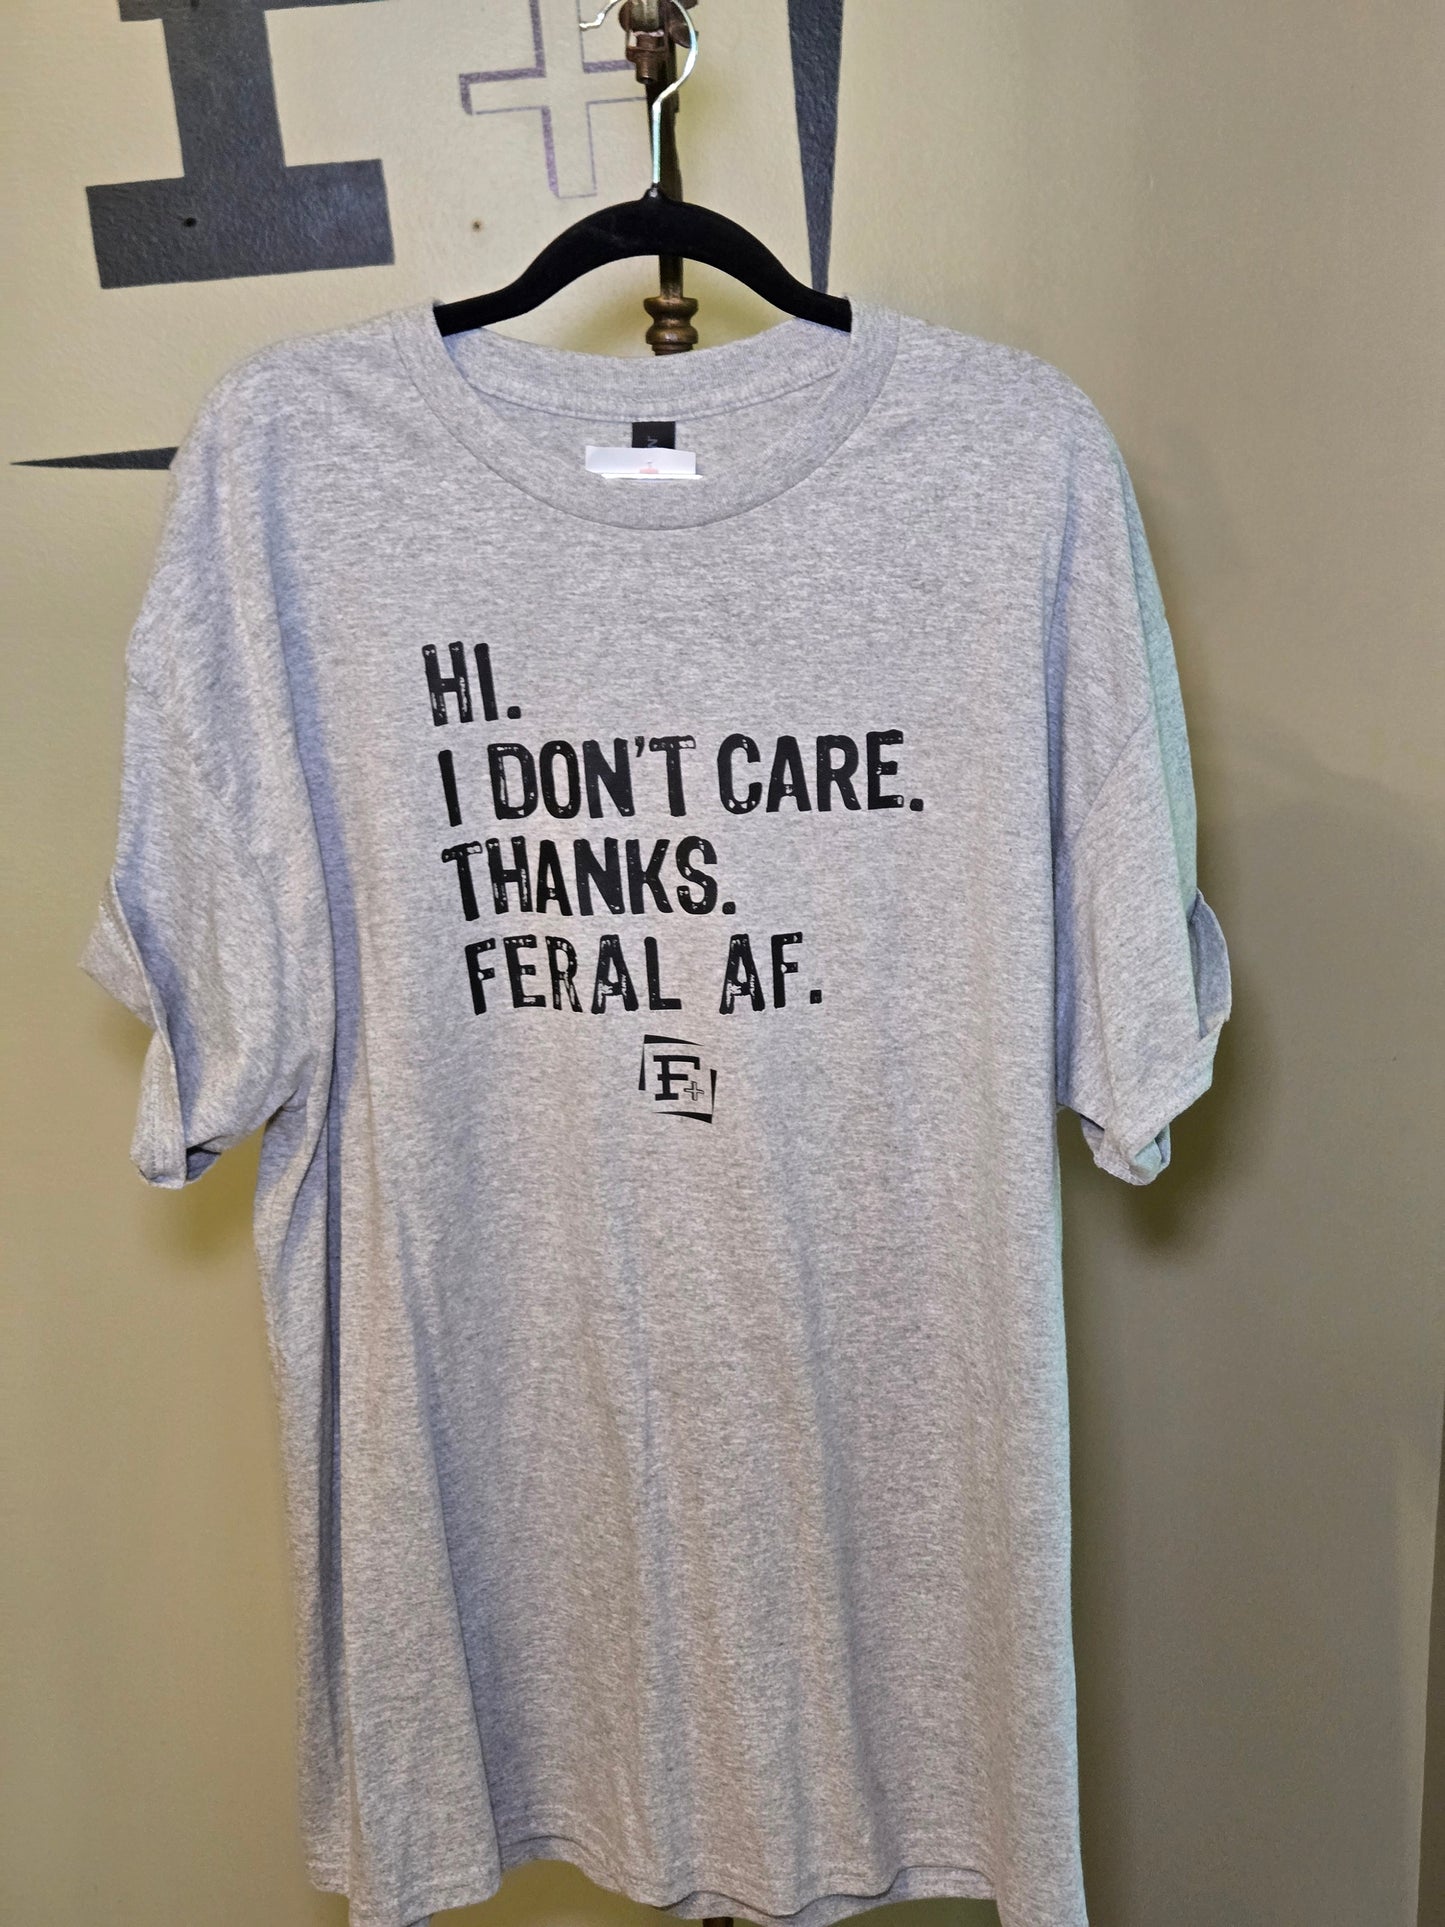 F+
HI.
I DON'T CARE.
THANKS.
FERAL AF.
F+